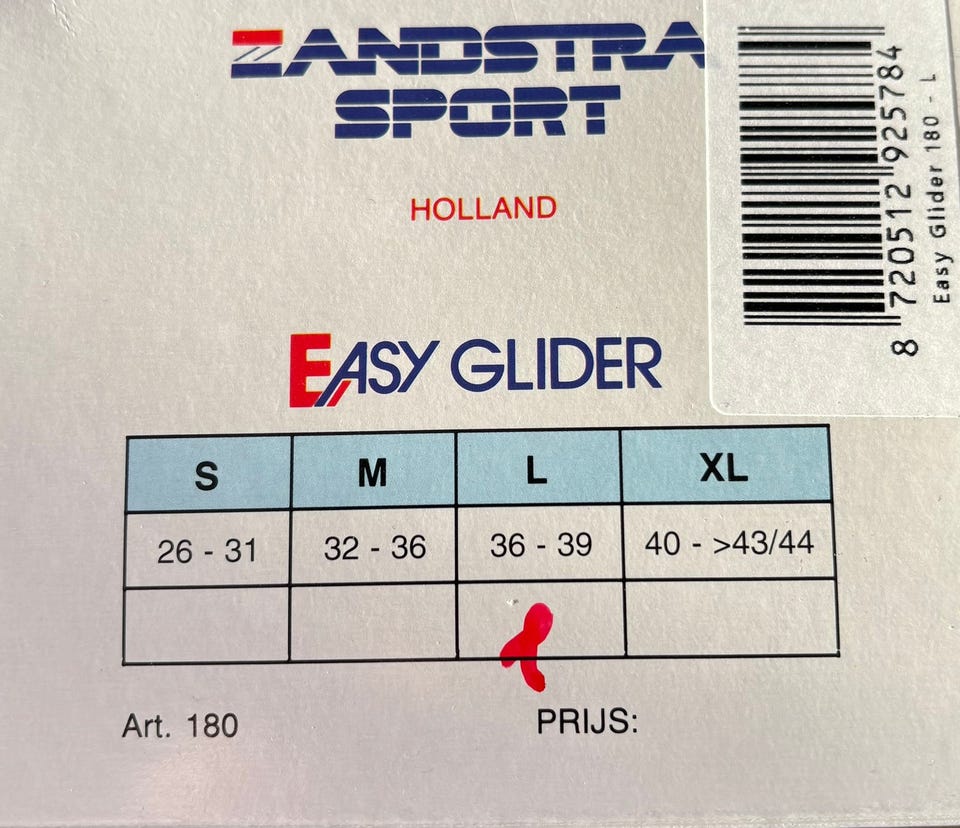 ZANDSTRA
SPORT
HOLLAND
8 720512 925784
Easy Glider 180 - L
EASY GLIDER
S M L XL
26 - 31 32 - 36 36 - 39 40 - >43/44
Art. 180 PRIJS: